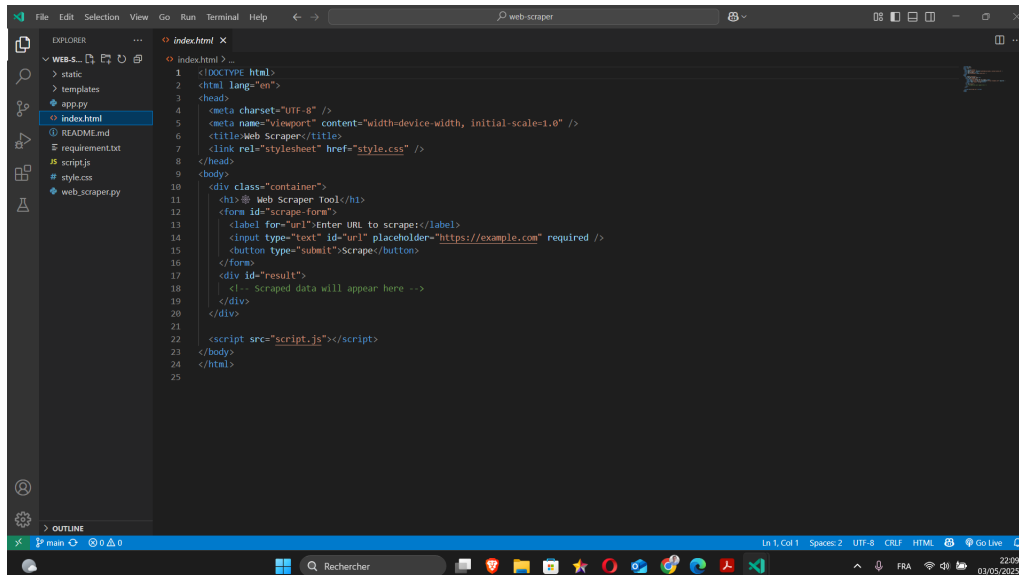 File Edit Selection View Go Run Terminal Help
web-scraper
EXPLORER
index.html
WEB-S...
index.html > ...
static
templates
app.py
index.html
README.md
requirement.txt
JS script.js
# style.css
web_scraper.py
1 <!DOCTYPE html>
2 <html lang="en">
3 <head>
4 <meta charset="UTF-8" />
5 <meta name="viewport" content="width=device-width, initial-scale=1.0" />
6 <title>Web Scraper</title>
7 <link rel="stylesheet" href="style.css" />
8 </head>
9 <body>
10 <div class="container">
11 <h1>🕸 Web Scraper Tool</h1>
12 <form id="scrape-form">
13 <label for="url">Enter URL to scrape:</label>
14 <input type="text" id="url" placeholder="https://example.com" required />
15 <button type="submit">Scrape</button>
16 </form>
17 <div id="result">
18 <!-- Scraped data will appear here -->
19 </div>
20 </div>
21
22 <script src="script.js"></script>
23 </body>
24 </html>
25
OUTLINE
main 0 0
Ln 1, Col 1 Spaces: 2 UTF-8 CRLF HTML Go Live
Rechercher
FRA
22:09
03/05/2025